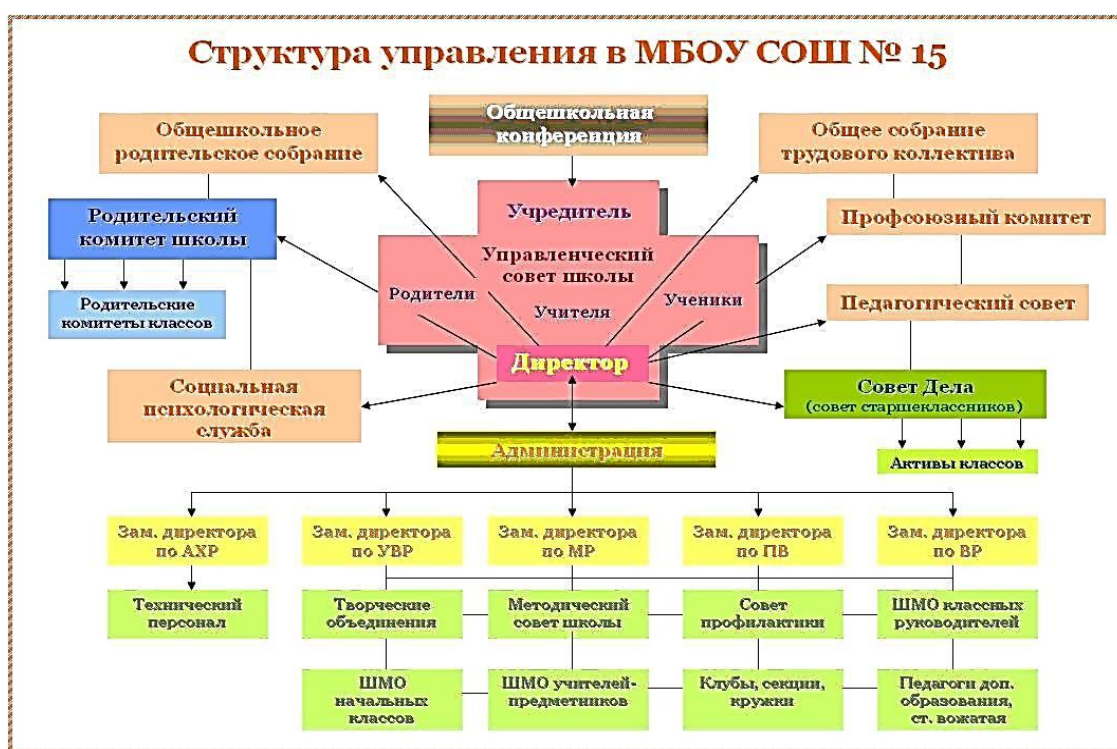 Структура управления в МБОУ СОШ № 15
Общешкольная
конференция
Общешкольное
родительское собрание
Общее собрание
трудового коллектива
Учредитель
Родительский
комитет школы
Профсоюзный комитет
Управленческий
совет школы
Родители
Учителя
Ученики
Родительские
комитеты классов
Педагогический совет
Директор
Социальная
психологическая
служба
Совет Дела
(совет старшеклассников)
Администрация
Активы классов
Зам. директора
по АХР
Зам. директора
по УВР
Зам. директора
по МР
Зам. директора
по ПВ
Зам. директора
по ВР
Технический
персонал
Творческие
объединения
Методический
совет школы
Совет
профилактики
ШМО классных
руководителей
ШМО
начальных
классов
ШМО учителей-
предметников
Клубы, секции,
кружки
Педагоги доп.
образования,
ст. вожатая